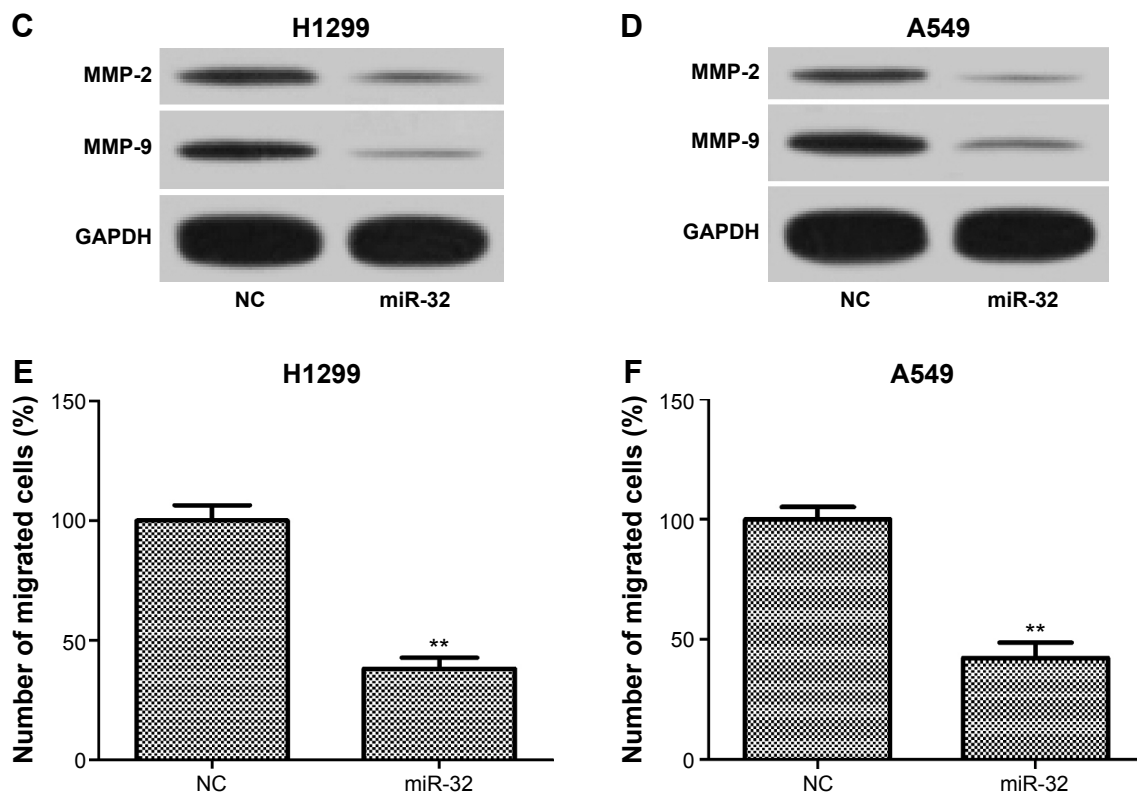 C
H1299
MMP-2
MMP-9
GAPDH
NC miR-32
D
A549
MMP-2
MMP-9
GAPDH
NC miR-32
E
H1299
Number of migrated cells (%)
150
100
50
0
**
NC miR-32
F
A549
Number of migrated cells (%)
150
100
50
0
**
NC miR-32